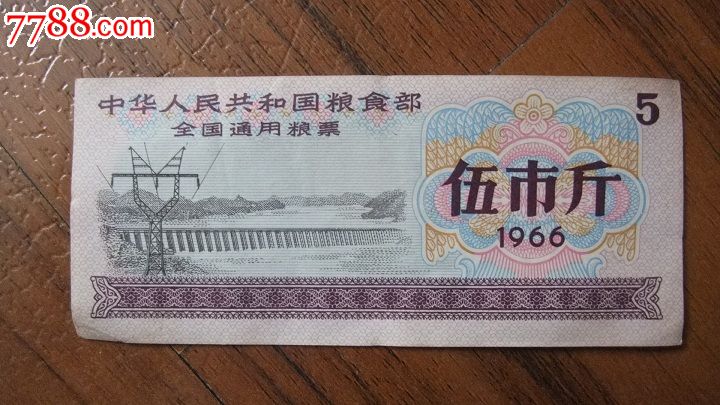 7788.com
中华人民共和国粮食部
全国通用粮票
5
伍市斤
1966